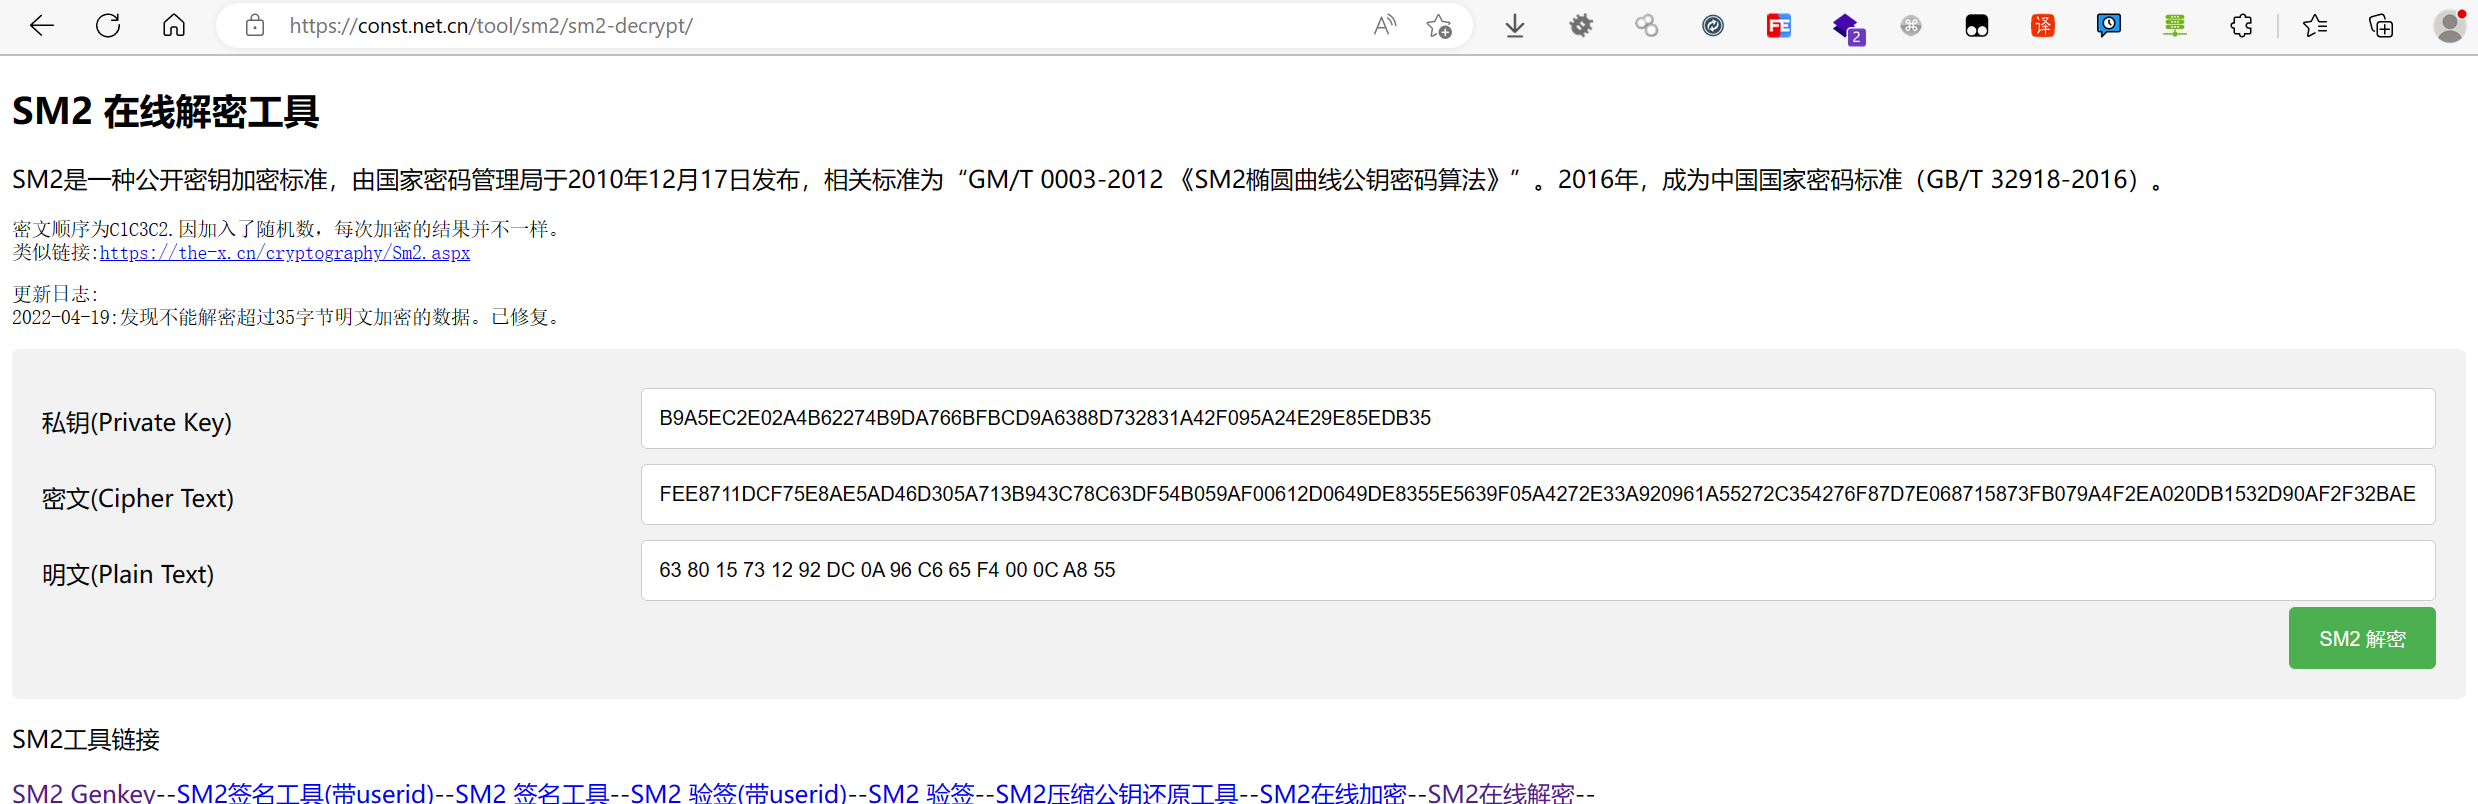 https://const.net.cn/tool/sm2/sm2-decrypt/
SM2 在线解密工具
SM2是一种公开密钥加密标准，由国家密码管理局于2010年12月17日发布，相关标准为“GM/T 0003-2012 《SM2椭圆曲线公钥密码算法》”。2016年，成为中国国家密码标准（GB/T 32918-2016）。
密文顺序为C1C3C2.因加入了随机数，每次加密的结果并不一样。
类似链接:https://the-x.cn/cryptography/Sm2.aspx
更新日志:
2022-04-19:发现不能解密超过35字节明文加密的数据。已修复。
私钥(Private Key)
B9A5EC2E02A4B62274B9DA766BFBCD9A6388D732831A42F095A24E29E85EDB35
密文(Cipher Text)
FEE8711DCF75E8AE5AD46D305A713B943C78C63DF54B059AF00612D0649DE8355E5639F05A4272E33A920961A55272C354276F87D7E068715873FB079A4F2EA020DB1532D90AF2F32BAE
明文(Plain Text)
63 80 15 73 12 92 DC 0A 96 C6 65 F4 00 0C A8 55
SM2 解密
SM2工具链接
SM2 Genkey--SM2签名工具(带userid)--SM2 签名工具--SM2 验签(带userid)--SM2 验签--SM2压缩公钥还原工具--SM2在线加密--SM2在线解密--